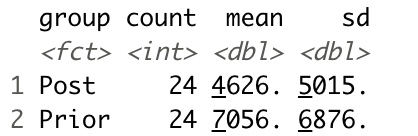 group count mean sd
<fct> <int> <dbl> <dbl>
1 Post 24 4626. 5015.
2 Prior 24 7056. 6876.